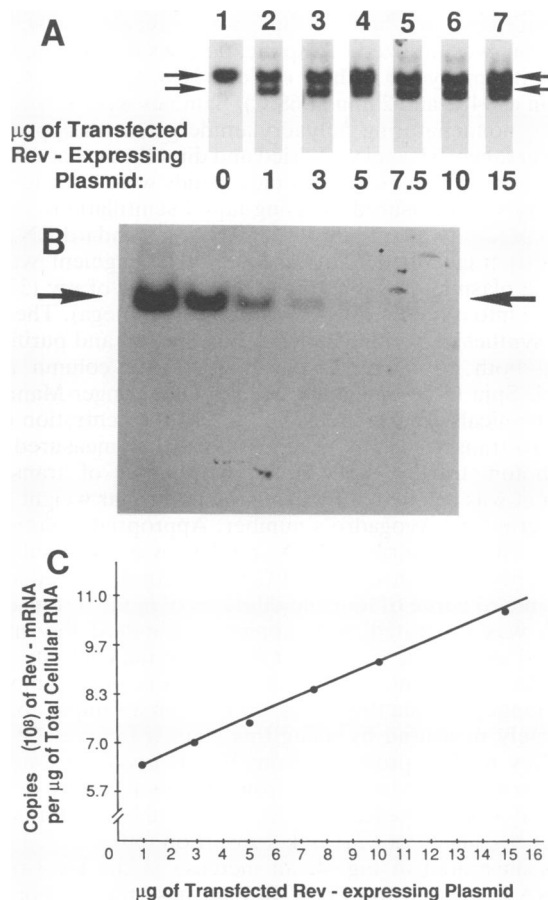 A
1 2 3 4 5 6 7
μg of Transfected
Rev - Expressing
Plasmid: 0 1 3 5 7.5 10 15
B
C
11.0
9.7
8.3
7.0
5.7
Copies (10⁸) of Rev - mRNA
per μg of Total Cellular RNA
0 1 2 3 4 5 6 7 8 9 10 11 12 13 14 15 16
μg of Transfected Rev - expressing Plasmid